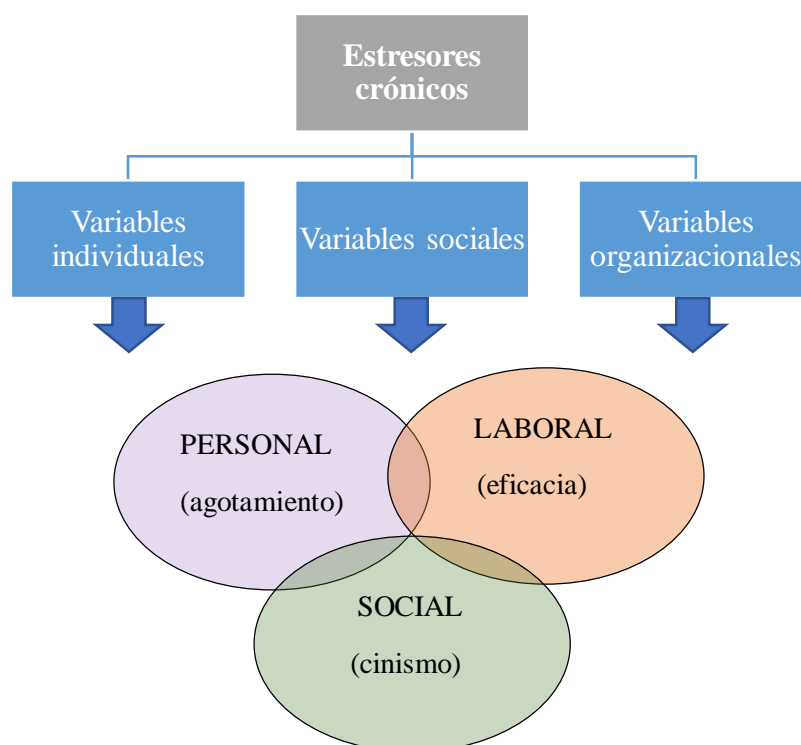 Estresores
crónicos
Variables
individuales
Variables sociales
Variables
organizacionales
PERSONAL
(agotamiento)
LABORAL
(eficacia)
SOCIAL
(cinismo)